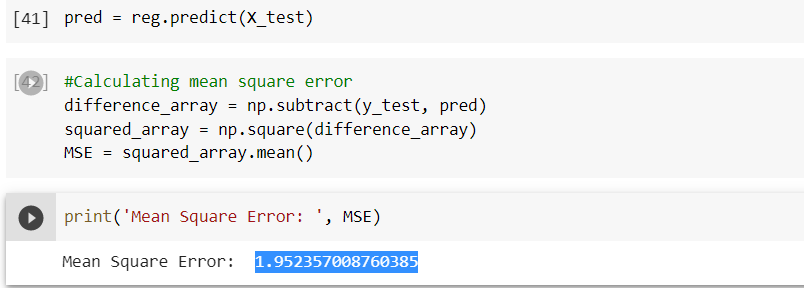 [41] pred = reg.predict(X_test)
[42] #Calculating mean square error
difference_array = np.subtract(y_test, pred)
squared_array = np.square(difference_array)
MSE = squared_array.mean()
print('Mean Square Error: ', MSE)
Mean Square Error:  1.952357008760385